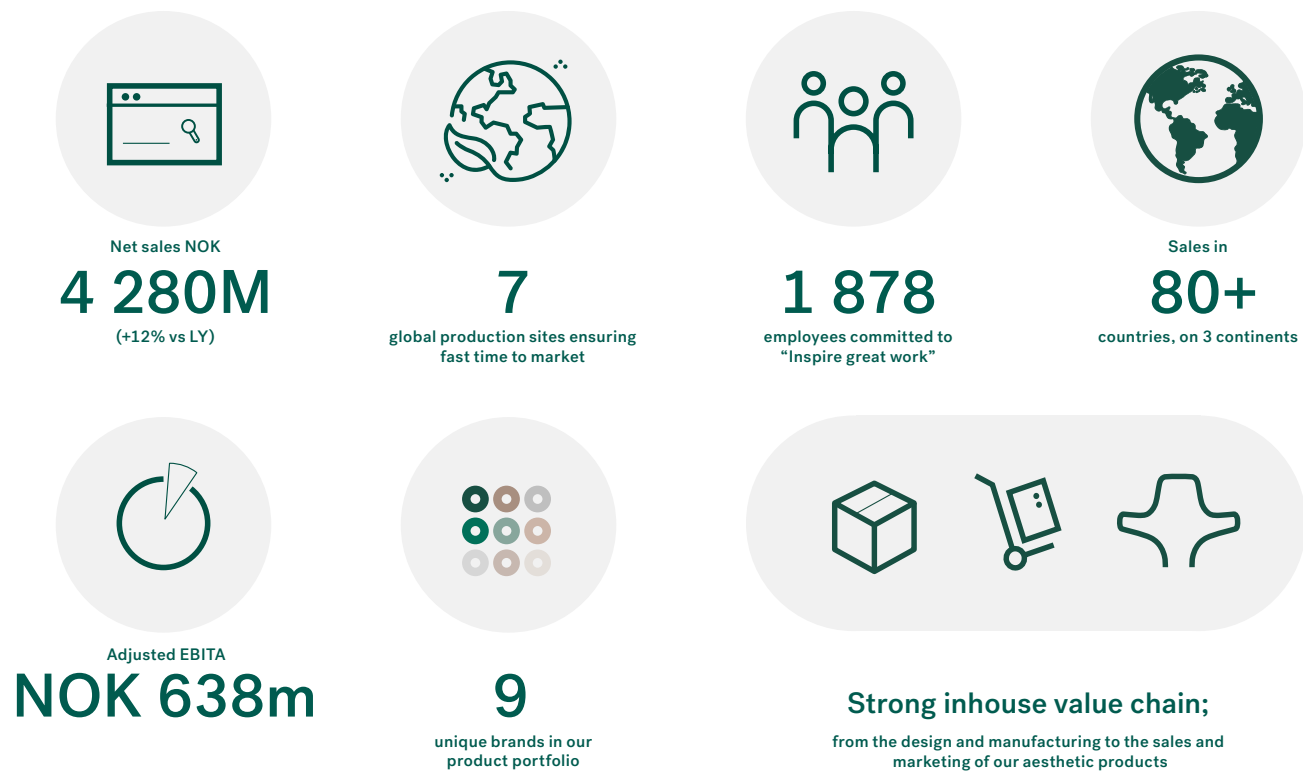 Net sales NOK
4 280M
(+12% vs LY)
7
global production sites ensuring
fast time to market
1 878
employees committed to
“Inspire great work”
Sales in
80+
countries, on 3 continents
Adjusted EBITA
NOK 638m
9
unique brands in our
product portfolio
Strong inhouse value chain;
from the design and manufacturing to the sales and
marketing of our aesthetic products